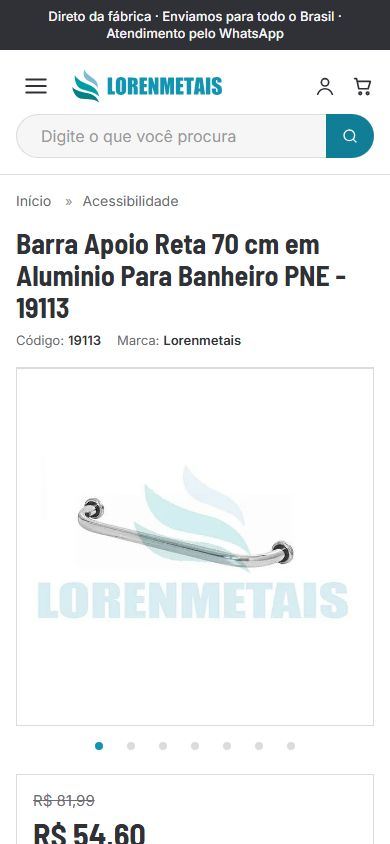 Direto da fábrica · Enviamos para todo o Brasil ·
Atendimento pelo WhatsApp
LORENMETAIS
Digite o que você procura
Início » Acessibilidade
Barra Apoio Reta 70 cm em
Aluminio Para Banheiro PNE -
19113
Código: 19113 Marca: Lorenmetais
LORENMETAIS
R$ 81,99
R$ 54,60